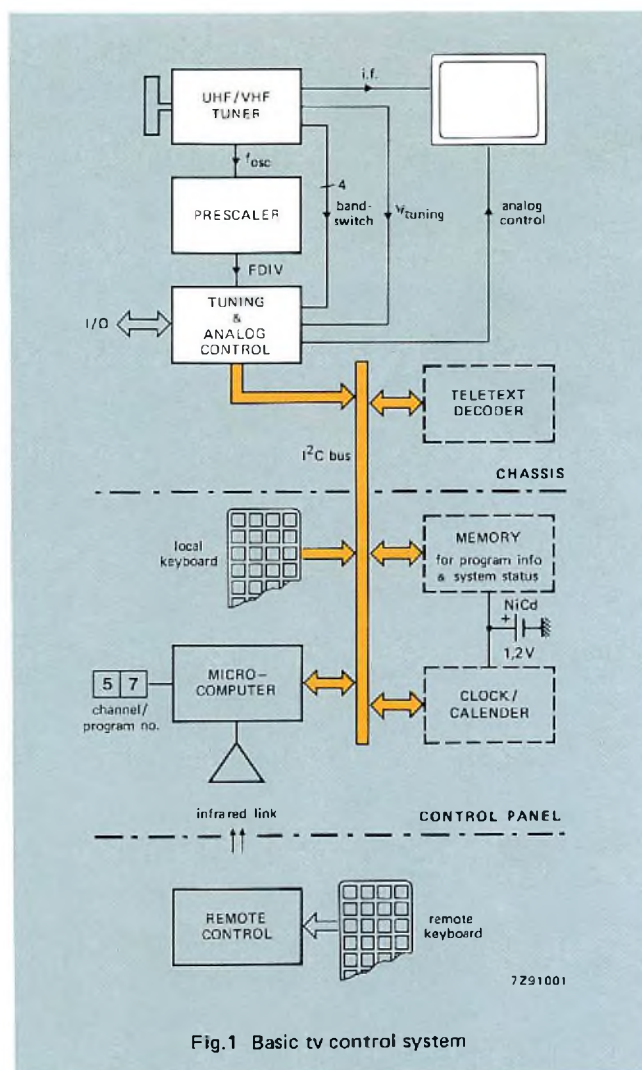 i.f.
UHF/VHF
TUNER
fosc
4
band-
switch
Vtuning
analog
control
PRESCALER
FDIV
I/O
TUNING
&
ANALOG
CONTROL
TELETEXT
DECODER
I²C bus
CHASSIS
local
keyboard
MEMORY
for program info
& system status
+
NiCd
1,2V
5 7
channel/
program no.
MICRO-
COMPUTER
CLOCK/
CALENDER
infrared link
CONTROL PANEL
REMOTE
CONTROL
remote
keyboard
7Z91001
Fig.1 Basic tv control system